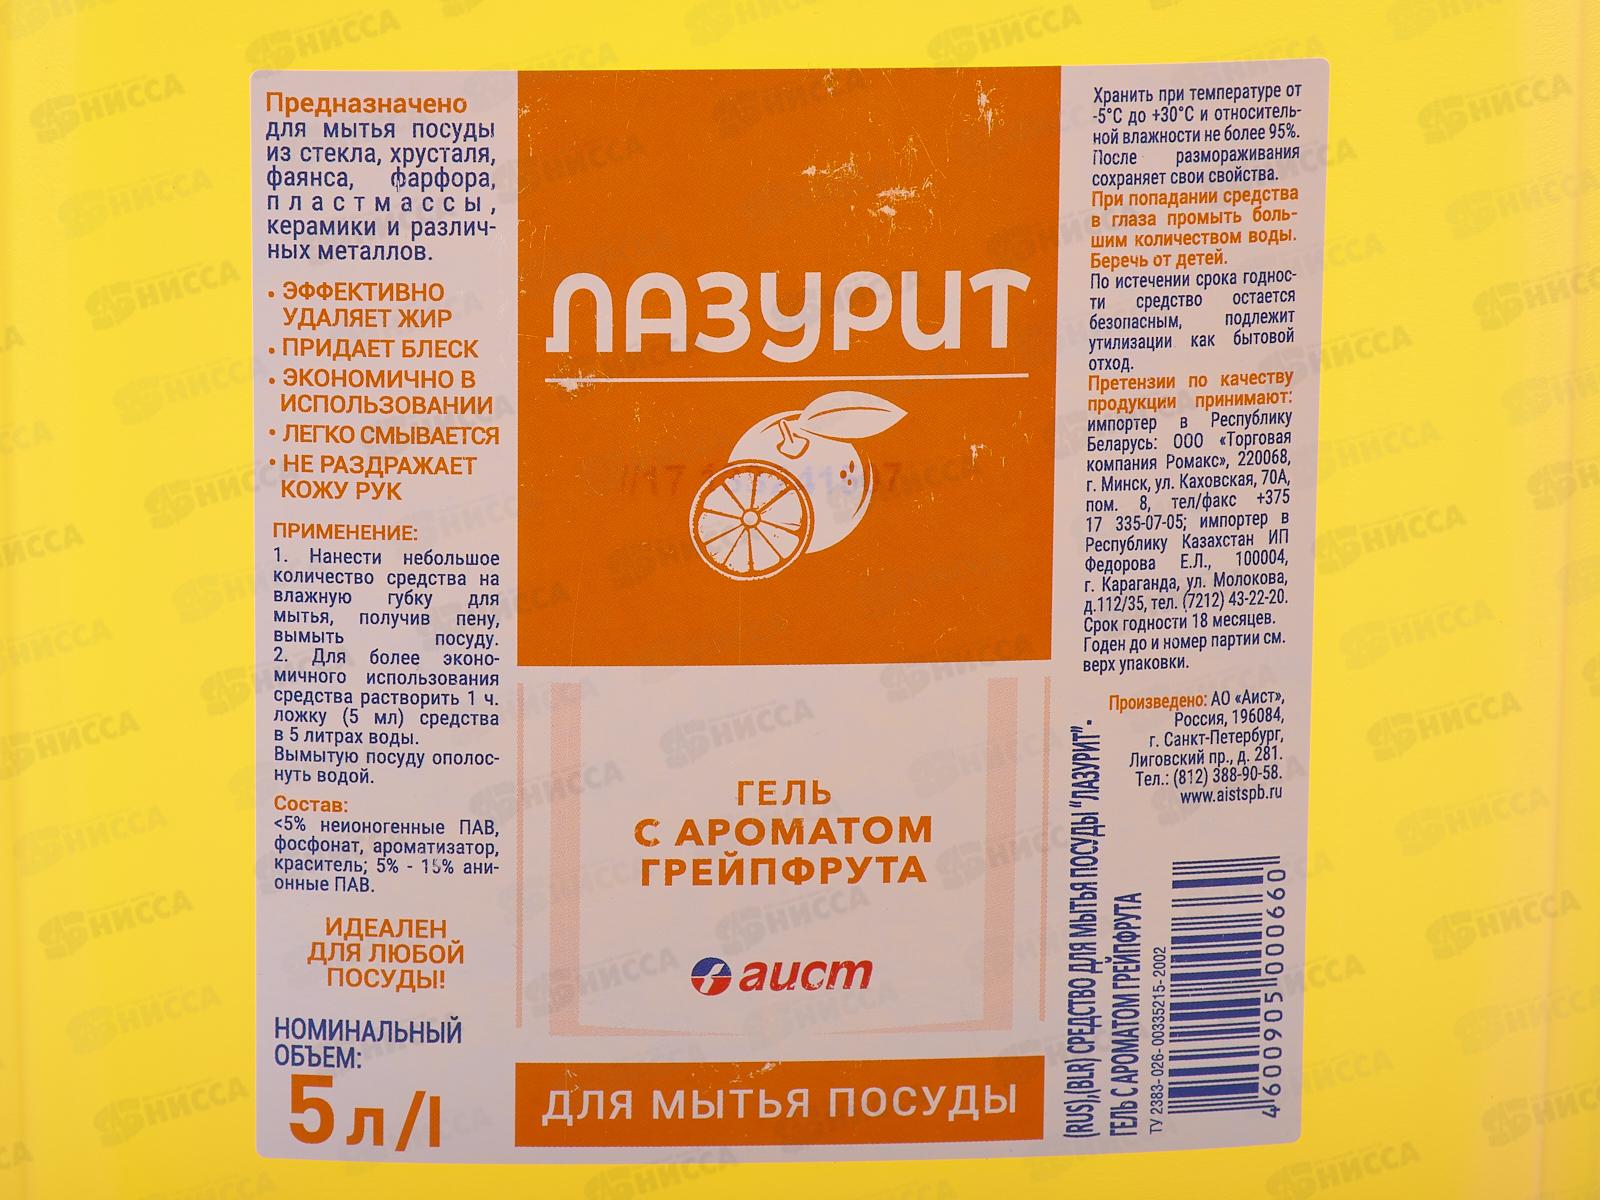 Предназначено
для мытья посуды
из стекла, хрусталя,
фаянса, фарфора,
пластмассы,
керамики и различ-
ных металлов.
• ЭФФЕКТИВНО
УДАЛЯЕТ ЖИР
• ПРИДАЕТ БЛЕСК
• ЭКОНОМИЧНО В
ИСПОЛЬЗОВАНИИ
• ЛЕГКО СМЫВАЕТСЯ
• НЕ РАЗДРАЖАЕТ
КОЖУ РУК
ПРИМЕНЕНИЕ:
1. Нанести небольшое
количество средства на
влажную губку для
мытья, получив пену,
вымыть посуду.
2. Для более эконо-
мичного использования
средства растворить 1 ч.
ложку (5 мл) средства
в 5 литрах воды.
Вымытую посуду ополос-
нуть водой.
Состав:
<5% неионогенные ПАВ,
фосфонат, ароматизатор,
краситель; 5% - 15% ани-
онные ПАВ.
ИДЕАЛЕН
ДЛЯ ЛЮБОЙ
ПОСУДЫ!
НОМИНАЛЬНЫЙ
ОБЪЕМ:
5 л/l
ЛАЗУРИТ
ГЕЛЬ
С АРОМАТОМ
ГРЕЙПФРУТА
аист
ДЛЯ МЫТЬЯ ПОСУДЫ
Хранить при температуре от
-5°С до +30°С и относитель-
ной влажности не более 95%.
После размораживания
сохраняет свои свойства.
При попадании средства
в глаза промыть боль-
шим количеством воды.
Беречь от детей.
По истечении срока годнос-
ти средство остается
безопасным, подлежит
утилизации как бытовой
отход.
Претензии по качеству
продукции принимают:
импортер в Республику
Беларусь: ООО «Торговая
компания Ромакс», 220068,
г. Минск, ул. Каховская, 70А,
пом. 8, тел/факс +375
17 335-07-05; импортер в
Республику Казахстан ИП
Федорова Е.Л., 100004,
г. Караганда, ул. Молокова,
д.112/35, тел. (7212) 43-22-20.
Срок годности 18 месяцев.
Годен до и номер партии см.
верх упаковки.
Произведено: АО «Аист»,
Россия, 196084,
г. Санкт-Петербург,
Лиговский пр., д. 281.
Тел.: (812) 388-90-58.
www.aistspb.ru
(RUS),(BLR) СРЕДСТВО ДЛЯ МЫТЬЯ ПОСУДЫ "ЛАЗУРИТ".
ГЕЛЬ С АРОМАТОМ ГРЕЙПФРУТА
ТУ 2383- 026- 00335215- 2002
4600905000660
НИССА